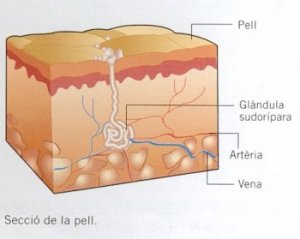 Pell
Glàndula
sudorípara
Artèria
Vena
Secció de la pell.